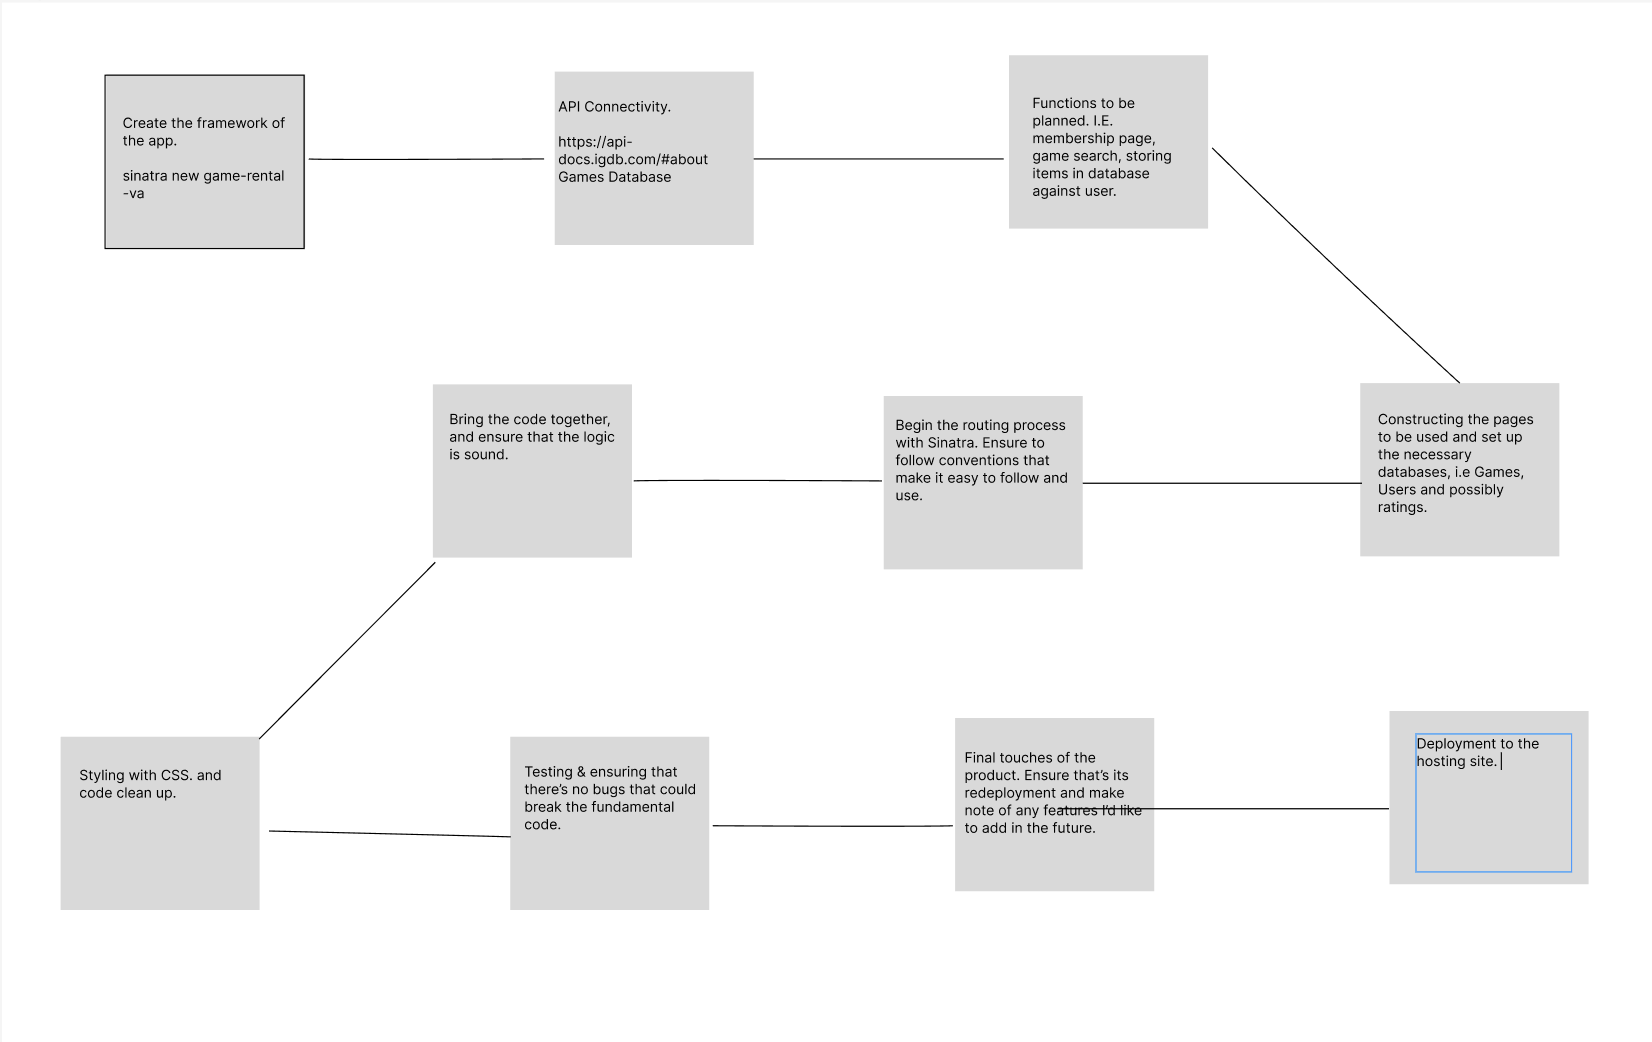 Create the framework of
the app.
sinatra new game-rental
-va
API Connectivity.
https://api-
docs.igdb.com/#about
Games Database
Functions to be
planned. I.E.
membership page,
game search, storing
items in database
against user.
Constructing the pages
to be used and set up
the necessary
databases, i.e Games,
Users and possibly
ratings.
Begin the routing process
with Sinatra. Ensure to
follow conventions that
make it easy to follow and
use.
Bring the code together,
and ensure that the logic
is sound.
Styling with CSS. and
code clean up.
Testing & ensuring that
there’s no bugs that could
break the fundamental
code.
Final touches of the
product. Ensure that’s its
redeployment and make
note of any features I’d like
to add in the future.
Deployment to the
hosting site.